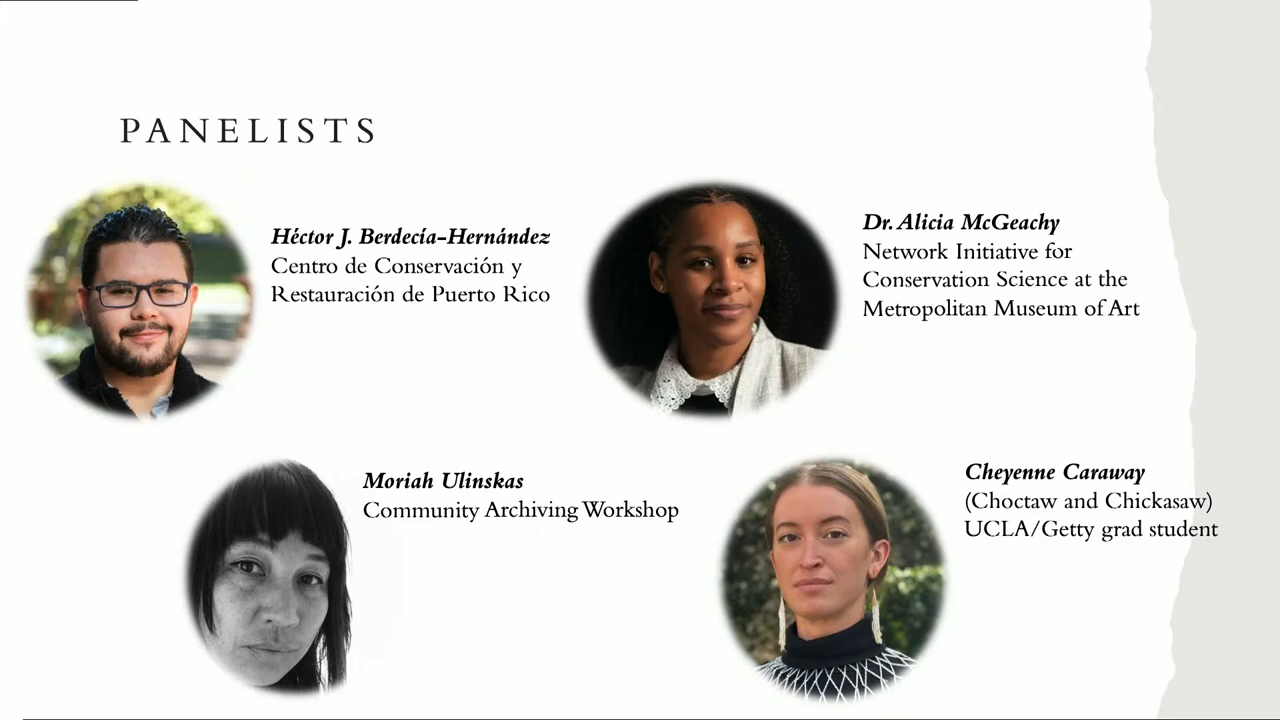 PANELISTS
Héctor J. Berdecía-Hernández
Centro de Conservación y
Restauración de Puerto Rico
Dr. Alicia McGeachy
Network Initiative for
Conservation Science at the
Metropolitan Museum of Art
Moriah Ulinskas
Community Archiving Workshop
Cheyenne Caraway
(Choctaw and Chickasaw)
UCLA/Getty grad student